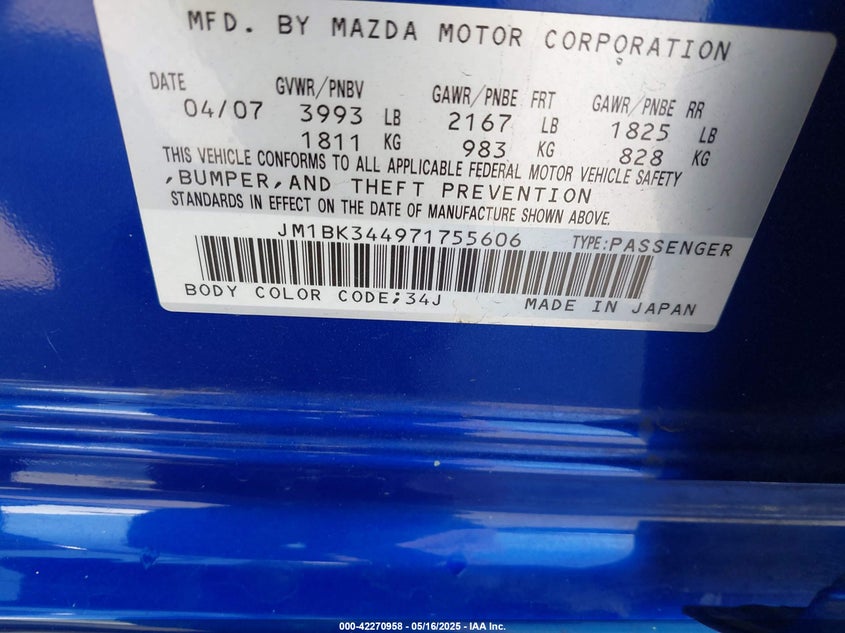 MFD. BY MAZDA MOTOR CORPORATION
DATE GVWR/PNBV GAWR/PNBE FRT GAWR/PNBE RR
04/07 3993 LB 2167 LB 1825 LB
1811 KG 983 KG 828 KG
THIS VEHICLE CONFORMS TO ALL APPLICABLE FEDERAL MOTOR VEHICLE SAFETY
,BUMPER,AND THEFT PREVENTION
STANDARDS IN EFFECT ON THE DATE OF MANUFACTURE SHOWN ABOVE.
JM1BK344971755606 TYPE:PASSENGER
BODY COLOR CODE;34J MADE IN JAPAN
000-42270958 - 05/16/2025 - IAA Inc.